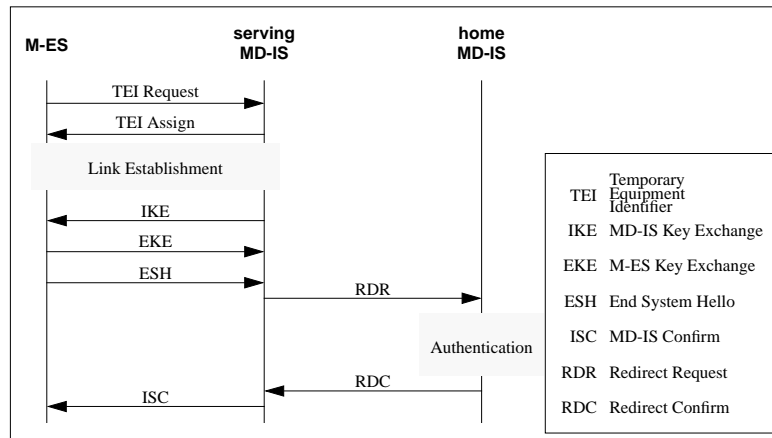 M-ES
serving
MD-IS
home
MD-IS
TEI Request
TEI Assign
Link Establishment
IKE
EKE
ESH
RDR
Authentication
RDC
ISC
TEI Temporary
Equipment
Identifier
IKE MD-IS Key Exchange
EKE M-ES Key Exchange
ESH End System Hello
ISC MD-IS Confirm
RDR Redirect Request
RDC Redirect Confirm